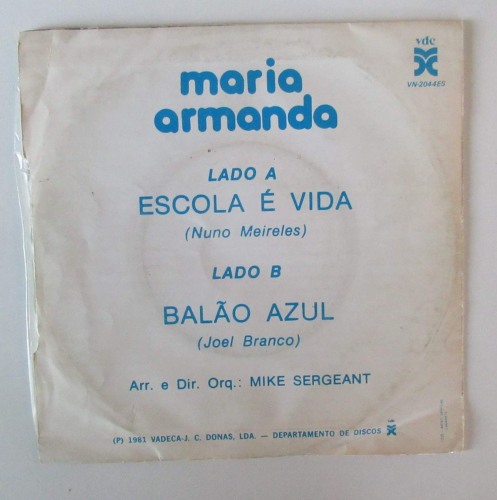 vdc
VN-2044ES
maria
armanda
LADO A
ESCOLA É VIDA
(Nuno Meireles)
LADO B
BALÃO AZUL
(Joel Branco)
Arr. e Dir. Orq.: MIKE SERGEANT
(P) 1981 VADECA-J. C. DONAS, LDA. — DEPARTAMENTO DE DISCOS